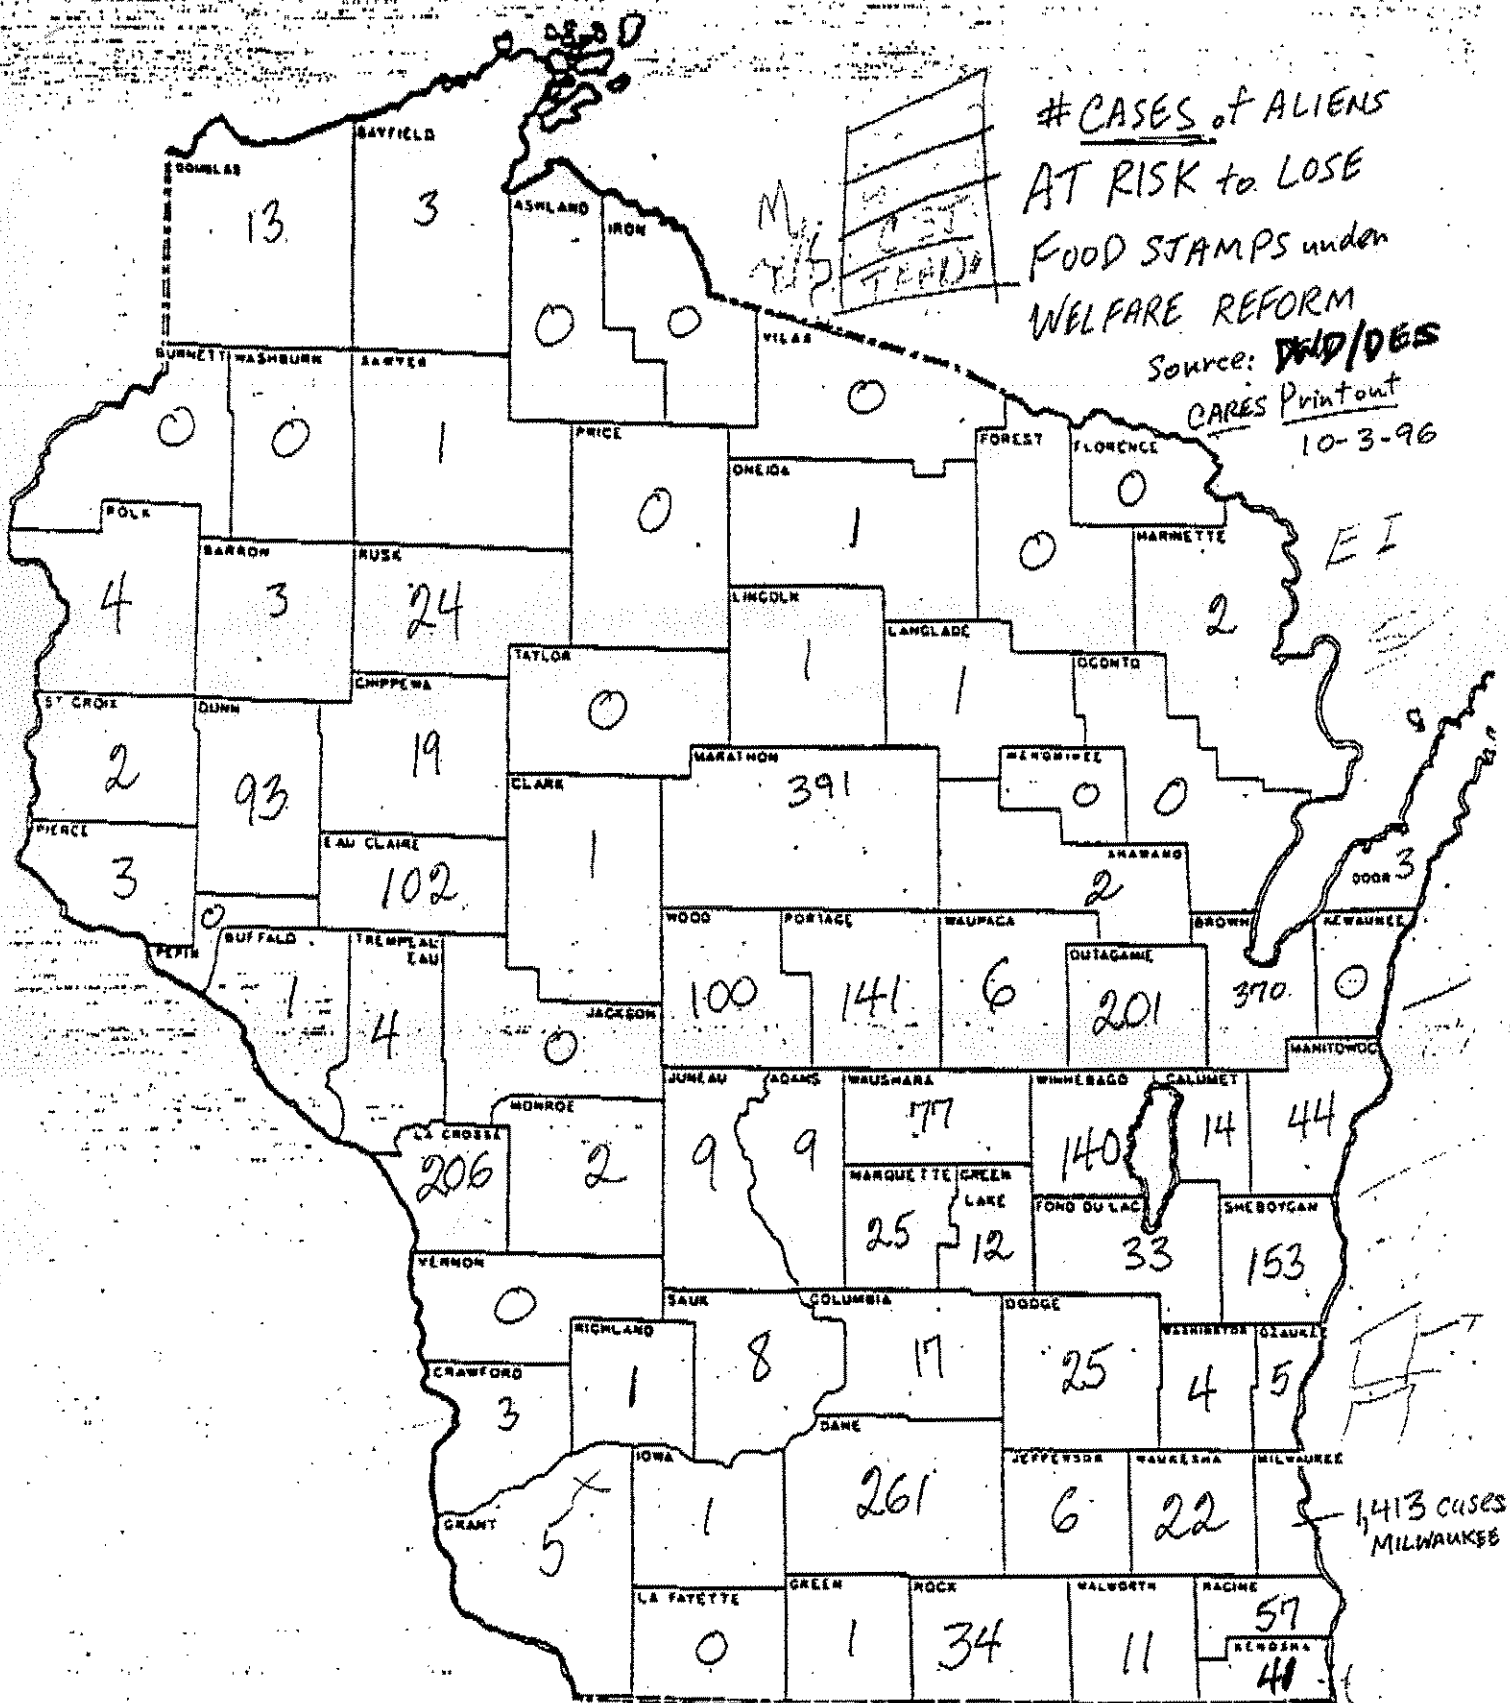 # CASES of ALIENS
AT RISK to LOSE
FOOD STAMPS under
WELFARE REFORM
Source: DWD/DES
CARES Printout
10-3-96
DOUGLAS
13
BAYFIELD
3
ASHLAND
0
IRON
0
VILAS
0
BURNETT
0
WASHBURN
0
SAWYER
1
PRICE
0
ONEIDA
1
FOREST
0
FLORENCE
0
MARINETTE
2
E I
POLK
4
BARRON
3
RUSK
24
LINCOLN
1
LANGLADE
1
OCONTO
0
TAYLOR
0
CHIPPEWA
19
ST CROIX
2
DUNN
93
CLARK
1
MARATHON
391
MENOMINEE
0
SHAWANO
2
DOOR 3
PIERCE
3
EAU CLAIRE
102
PEPIN
0
BUFFALO
1
TREMPEAL-
EAU
4
JACKSON
0
WOOD
100
PORTAGE
141
WAUPACA
6
OUTAGAMIE
201
BROWN
370
KEWAUNEE
0
MANITOWOC
44
MONROE
2
LA CROSSE
206
JUNEAU
9
ADAMS
9
WAUSHARA
77
WINNEBAGO
140
CALUMET
14
MARQUETTE
25
GREEN
LAKE
12
FOND DU LAC
33
SHEBOYGAN
153
VERNON
0
RICHLAND
1
SAUK
8
COLUMBIA
17
DODGE
25
WASHINGTON
4
OZAUKEE
5
CRAWFORD
3
GRANT
5
X
IOWA
1
DANE
261
JEFFERSON
6
WAUKESHA
22
MILWAUKEE
1,413 cases
MILWAUKEE
LA FAYETTE
0
GREEN
1
ROCK
34
WALWORTH
11
RACINE
57
KENOSHA
41